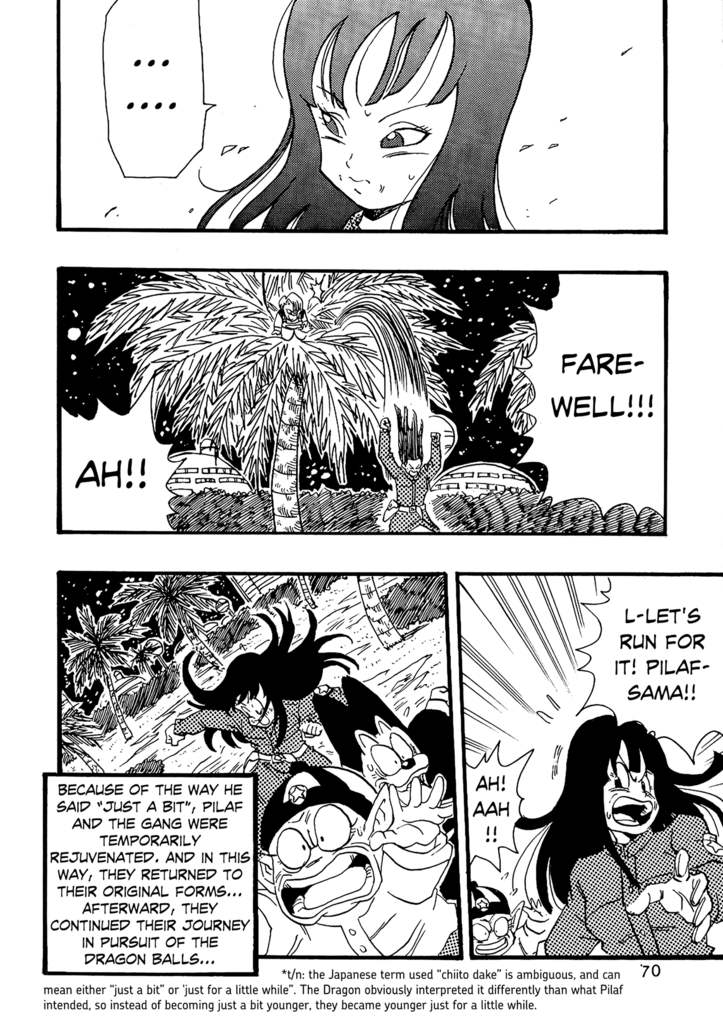 ...
....
FARE-
WELL!!!
AH!!
L-LET'S
RUN FOR
IT! PILAF-
SAMA!!
AH!
AAH
!!
BECAUSE OF THE WAY HE
SAID "JUST A BIT", PILAF
AND THE GANG WERE
TEMPORARILY
REJUVENATED. AND IN THIS
WAY, THEY RETURNED TO
THEIR ORIGINAL FORMS...
AFTERWARD, THEY
CONTINUED THEIR JOURNEY
IN PURSUIT OF THE
DRAGON BALLS...
70
*t/n: the Japanese term used "chiito dake" is ambiguous, and can
mean either "just a bit" or 'just for a little while". The Dragon obviously interpreted it differently than what Pilaf
intended, so instead of becoming just a bit younger, they became younger just for a little while.